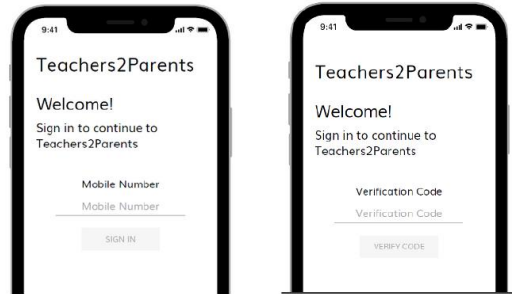 9:41
Teachers2Parents
Welcome!
Sign in to continue to
Teachers2Parents
Mobile Number
Mobile Number
SIGN IN
9:41
Teachers2Parents
Welcome!
Sign in to continue to
Teachers2Parents
Verification Code
Verification Code
VERIFY CODE